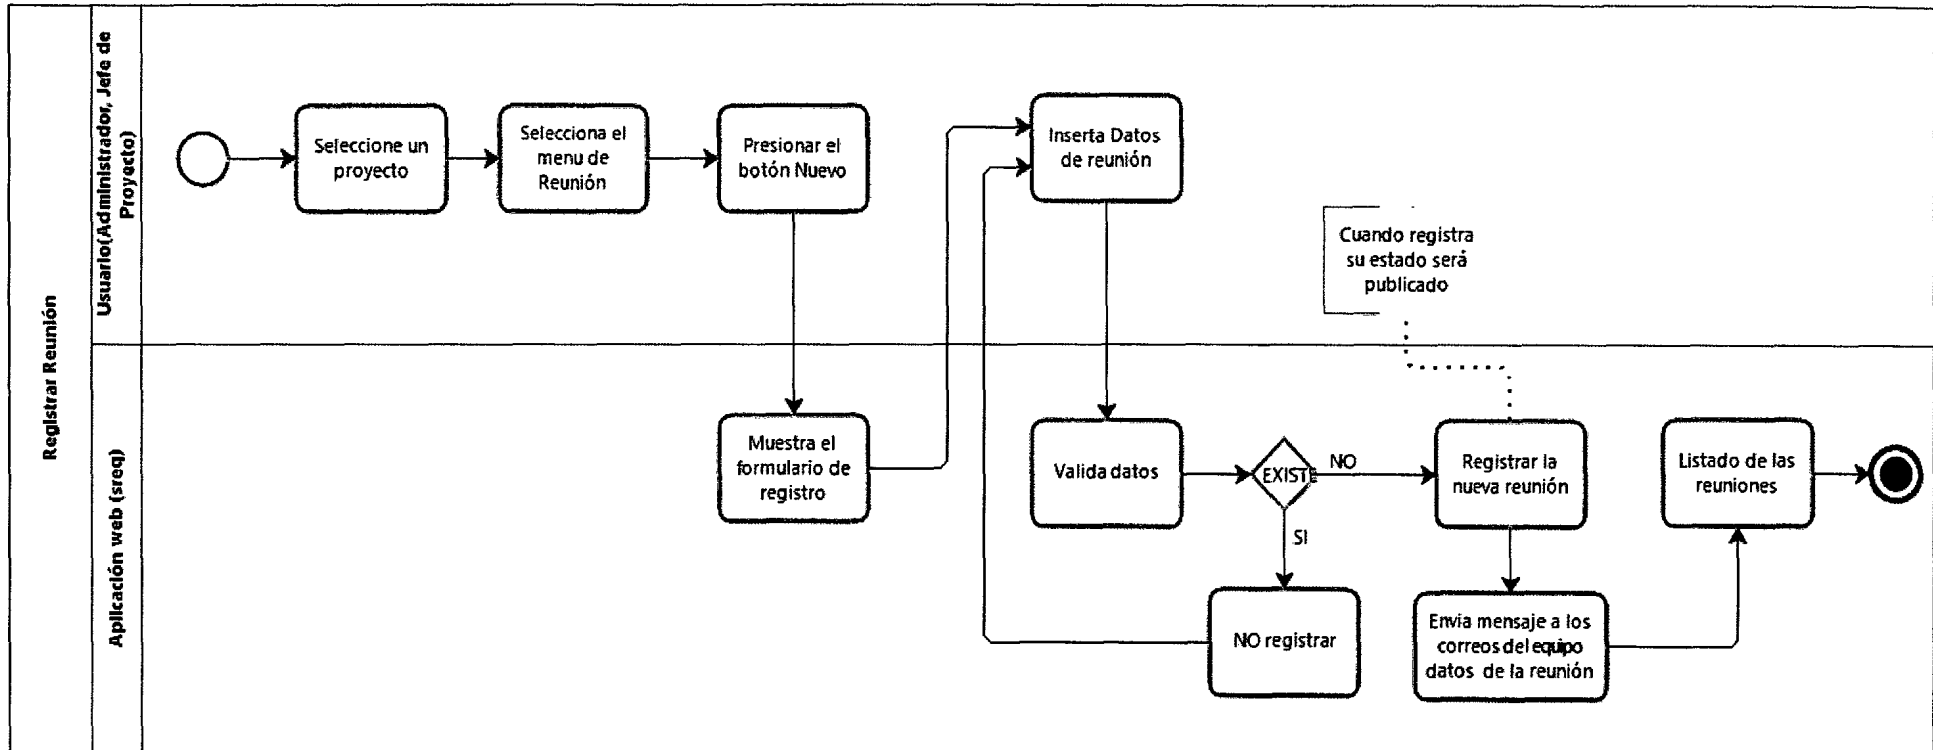 Registrar Reunión
Usuario(Administrador, Jefe de
Proyecto)
Seleccione un
proyecto
Selecciona el
menu de
Reunión
Presionar el
botón Nuevo
Inserta Datos
de reunión
Cuando registra
su estado será
publicado
Aplicación web (sreq)
Muestra el
formulario de
registro
Valida datos
EXISTE
NO
SI
Registrar la
nueva reunión
Listado de las
reuniones
NO registrar
Envia mensaje a los
correos del equipo
datos de la reunión